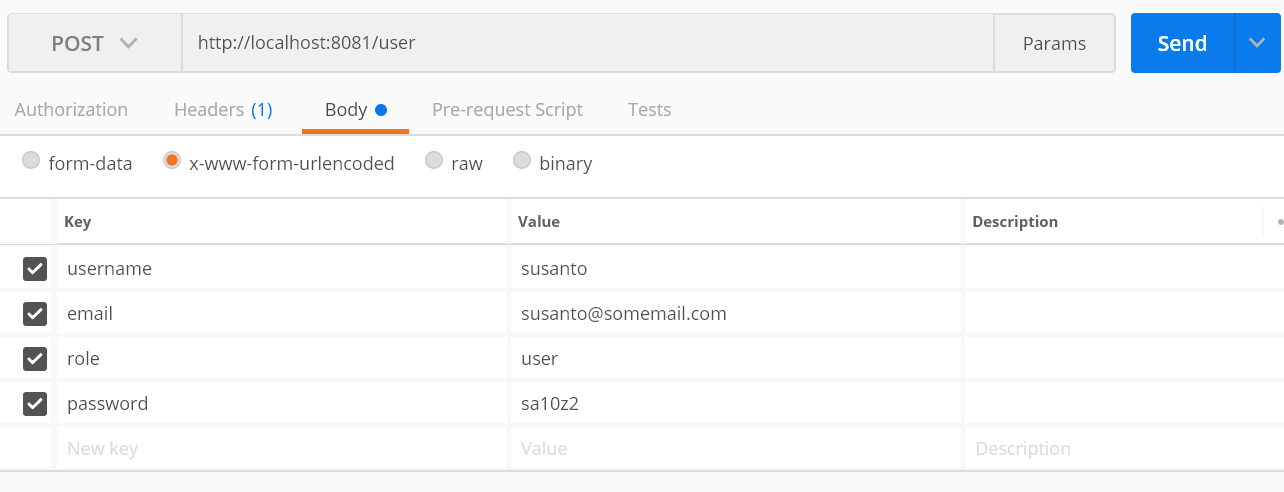 POST http://localhost:8081/user Params Send
Authorization Headers (1) Body Pre-request Script Tests
form-data x-www-form-urlencoded raw binary
Key Value Description
username susanto
email susanto@somemail.com
role user
password sa10z2
New key Value Description